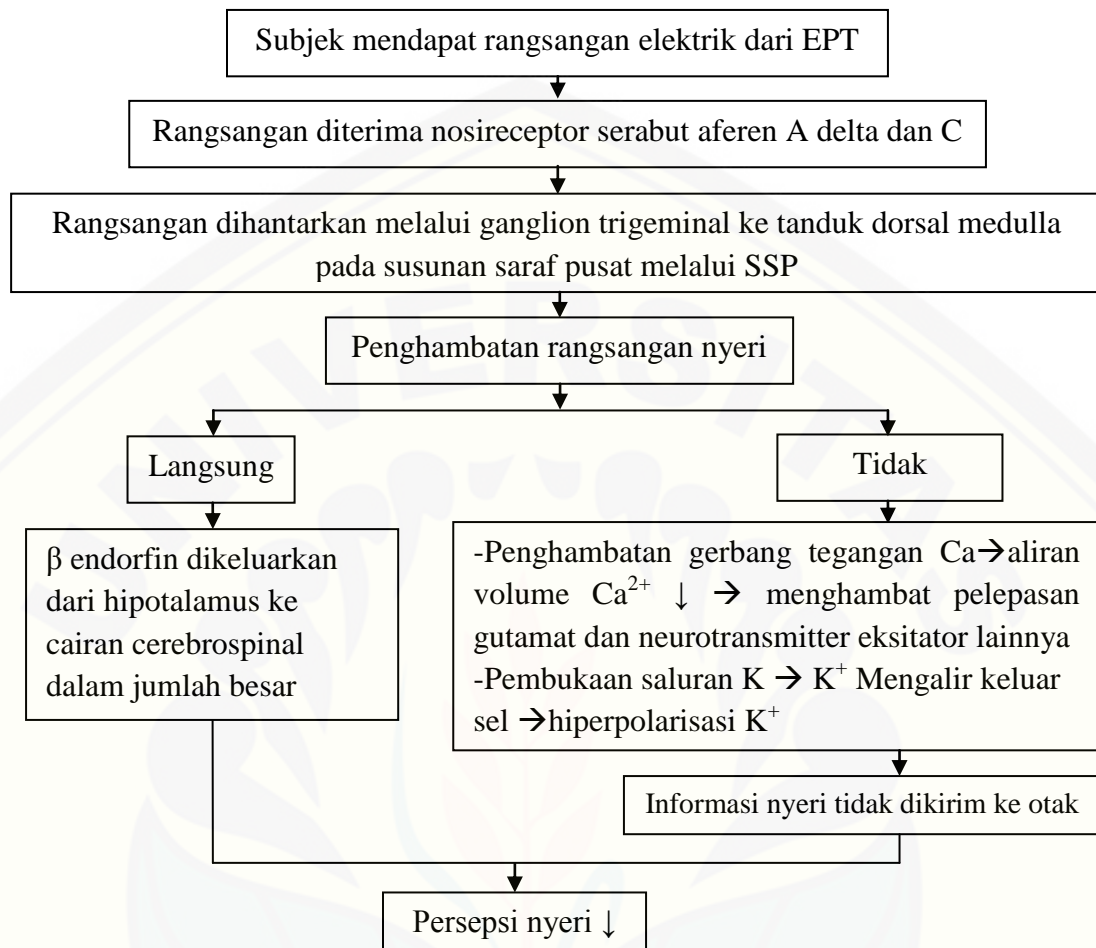 Subjek mendapat rangsangan elektrik dari EPT
Rangsangan diterima nosireceptor serabut aferen A delta dan C
Rangsangan dihantarkan melalui ganglion trigeminal ke tanduk dorsal medulla
pada susunan saraf pusat melalui SSP
Penghambatan rangsangan nyeri
Langsung
Tidak
β endorfin dikeluarkan
dari hipotalamus ke
cairan cerebrospinal
dalam jumlah besar
-Penghambatan gerbang tegangan Ca→aliran
volume Ca²⁺ ↓ → menghambat pelepasan
gutamat dan neurotransmitter eksitator lainnya
-Pembukaan saluran K → K⁺ Mengalir keluar
sel →hiperpolarisasi K⁺
Informasi nyeri tidak dikirim ke otak
Persepsi nyeri ↓
UNIVERSITAS